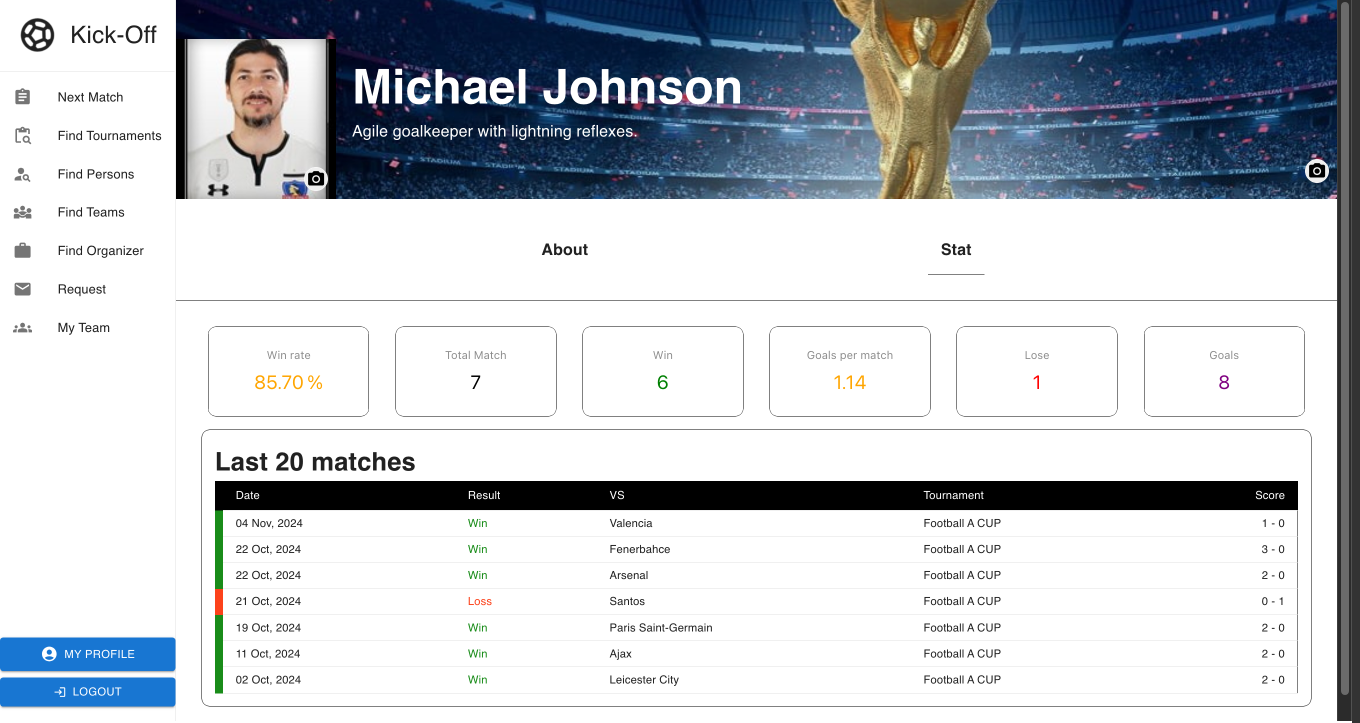 Kick-Off
Next Match
Find Tournaments
Find Persons
Find Teams
Find Organizer
Request
My Team
MY PROFILE
LOGOUT
Michael Johnson
Agile goalkeeper with lightning reflexes.
STADIUM STADIUM STADIUM STADIUM STADIUM
About Stat
Win rate Total Match Win Goals per match Lose Goals
85.70 % 7 6 1.14 1 8
Last 20 matches
Date Result VS Tournament Score
04 Nov, 2024 Win Valencia Football A CUP 1 - 0
22 Oct, 2024 Win Fenerbahce Football A CUP 3 - 0
22 Oct, 2024 Win Arsenal Football A CUP 2 - 0
21 Oct, 2024 Loss Santos Football A CUP 0 - 1
19 Oct, 2024 Win Paris Saint-Germain Football A CUP 2 - 0
11 Oct, 2024 Win Ajax Football A CUP 2 - 0
02 Oct, 2024 Win Leicester City Football A CUP 2 - 0